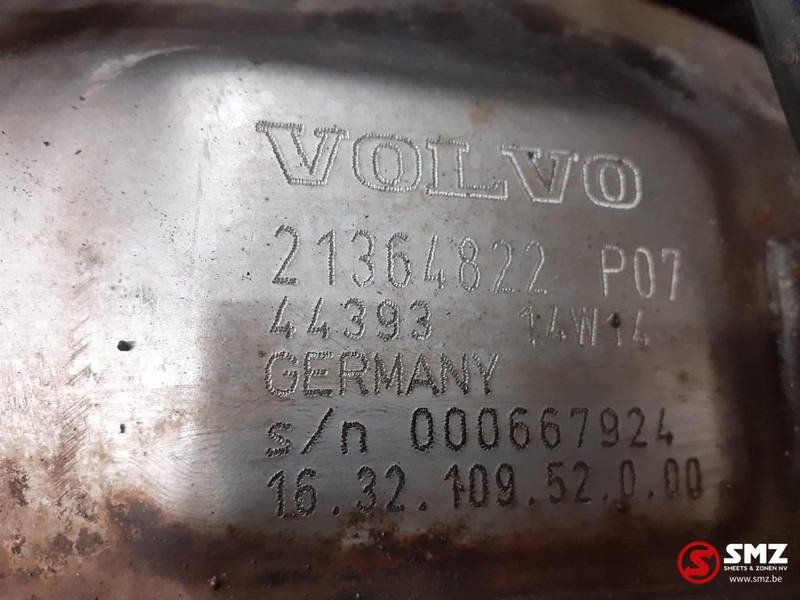 VOLVO
21364822 P07
44393 14W14
GERMANY
s/n 000667924
16.32.109.52.0.00
SMZ
SMEETS & ZONEN NV
www.smz.be